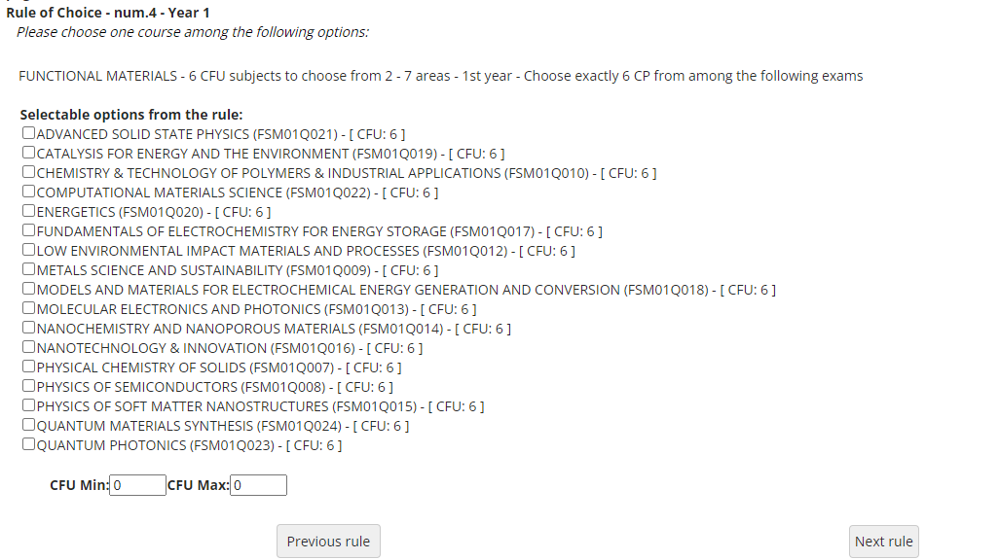 Rule of Choice - num.4 - Year 1
Please choose one course among the following options:
FUNCTIONAL MATERIALS - 6 CFU subjects to choose from 2 - 7 areas - 1st year - Choose exactly 6 CP from among the following exams
Selectable options from the rule:
ADVANCED SOLID STATE PHYSICS (FSM01Q021) - [ CFU: 6 ]
CATALYSIS FOR ENERGY AND THE ENVIRONMENT (FSM01Q019) - [ CFU: 6 ]
CHEMISTRY & TECHNOLOGY OF POLYMERS & INDUSTRIAL APPLICATIONS (FSM01Q010) - [ CFU: 6 ]
COMPUTATIONAL MATERIALS SCIENCE (FSM01Q022) - [ CFU: 6 ]
ENERGETICS (FSM01Q020) - [ CFU: 6 ]
FUNDAMENTALS OF ELECTROCHEMISTRY FOR ENERGY STORAGE (FSM01Q017) - [ CFU: 6 ]
LOW ENVIRONMENTAL IMPACT MATERIALS AND PROCESSES (FSM01Q012) - [ CFU: 6 ]
METALS SCIENCE AND SUSTAINABILITY (FSM01Q009) - [ CFU: 6 ]
MODELS AND MATERIALS FOR ELECTROCHEMICAL ENERGY GENERATION AND CONVERSION (FSM01Q018) - [ CFU: 6 ]
MOLECULAR ELECTRONICS AND PHOTONICS (FSM01Q013) - [ CFU: 6 ]
NANOCHEMISTRY AND NANOPOROUS MATERIALS (FSM01Q014) - [ CFU: 6 ]
NANOTECHNOLOGY & INNOVATION (FSM01Q016) - [ CFU: 6 ]
PHYSICAL CHEMISTRY OF SOLIDS (FSM01Q007) - [ CFU: 6 ]
PHYSICS OF SEMICONDUCTORS (FSM01Q008) - [ CFU: 6 ]
PHYSICS OF SOFT MATTER NANOSTRUCTURES (FSM01Q015) - [ CFU: 6 ]
QUANTUM MATERIALS SYNTHESIS (FSM01Q024) - [ CFU: 6 ]
QUANTUM PHOTONICS (FSM01Q023) - [ CFU: 6 ]
CFU Min: 0 CFU Max: 0
Previous rule Next rule